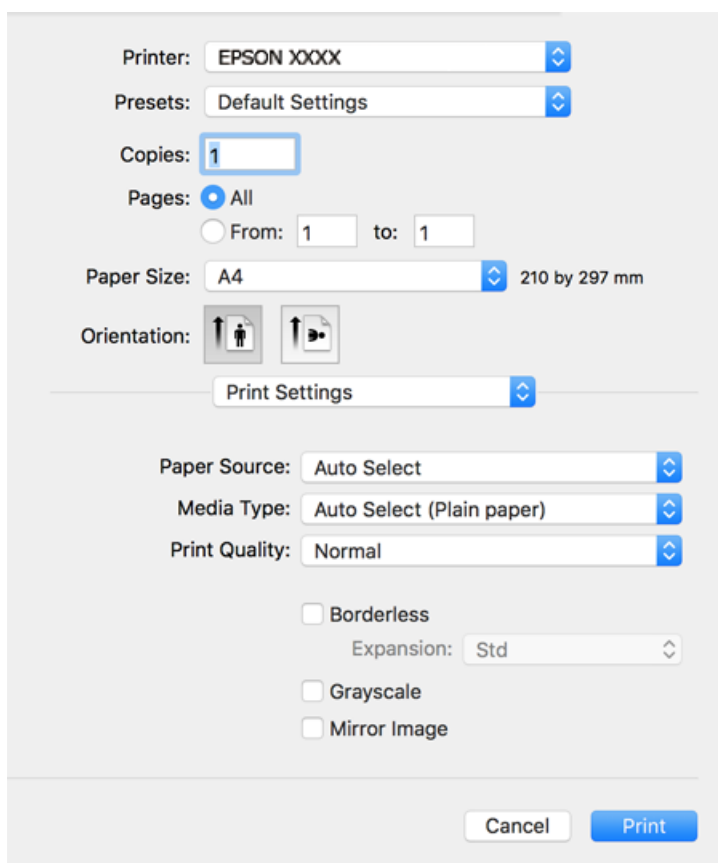 Printer: EPSON XXXX
Presets: Default Settings
Copies: 1
Pages: All
From: 1 to: 1
Paper Size: A4 210 by 297 mm
Orientation:
Print Settings
Paper Source: Auto Select
Media Type: Auto Select (Plain paper)
Print Quality: Normal
Borderless
Expansion: Std
Grayscale
Mirror Image
Cancel Print